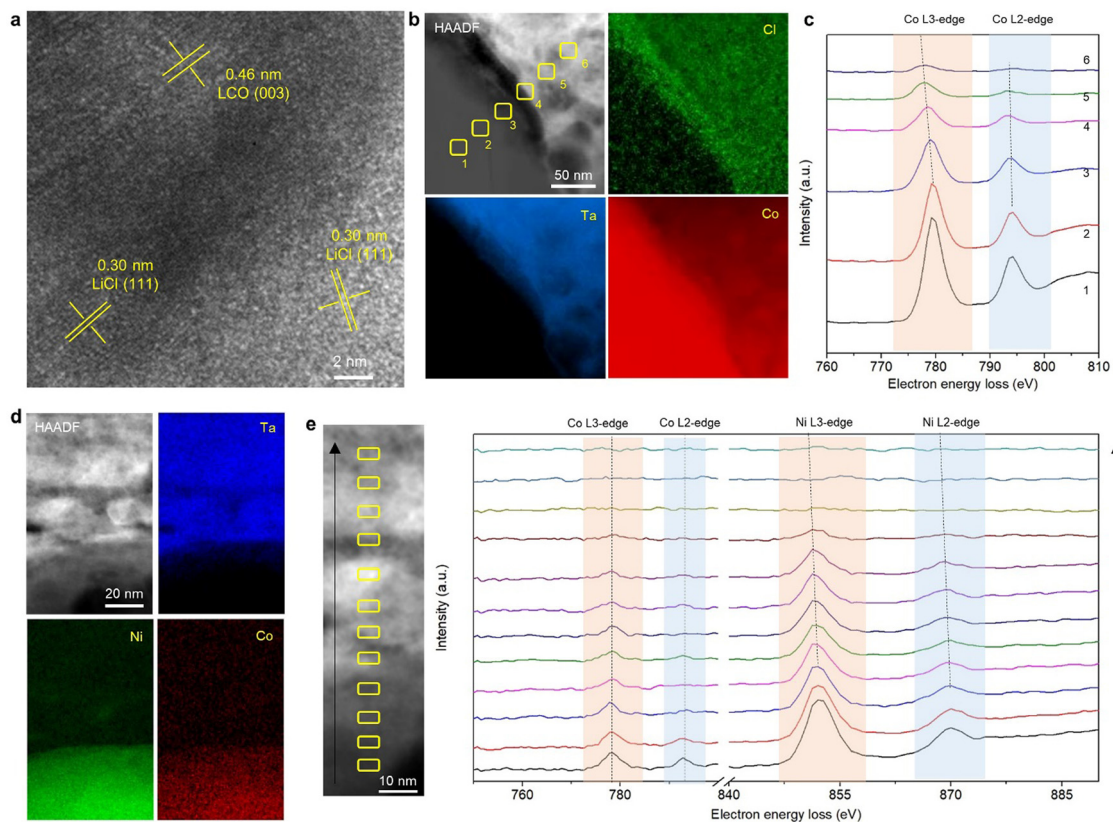 a
0.46 nm
LCO (003)
0.30 nm
LiCl (111)
0.30 nm
LiCl (111)
2 nm
b
HAADF
1
2
3
4
5
6
50 nm
Cl
Ta
Co
c
Co L3-edge
Co L2-edge
6
5
4
3
2
1
Intensity (a.u.)
760 770 780 790 800 810
Electron energy loss (eV)
d
HAADF
20 nm
Ta
Ni
Co
e
10 nm
Co L3-edge
Co L2-edge
Ni L3-edge
Ni L2-edge
Intensity (a.u.)
760 780 840 855 870 885
Electron energy loss (eV)